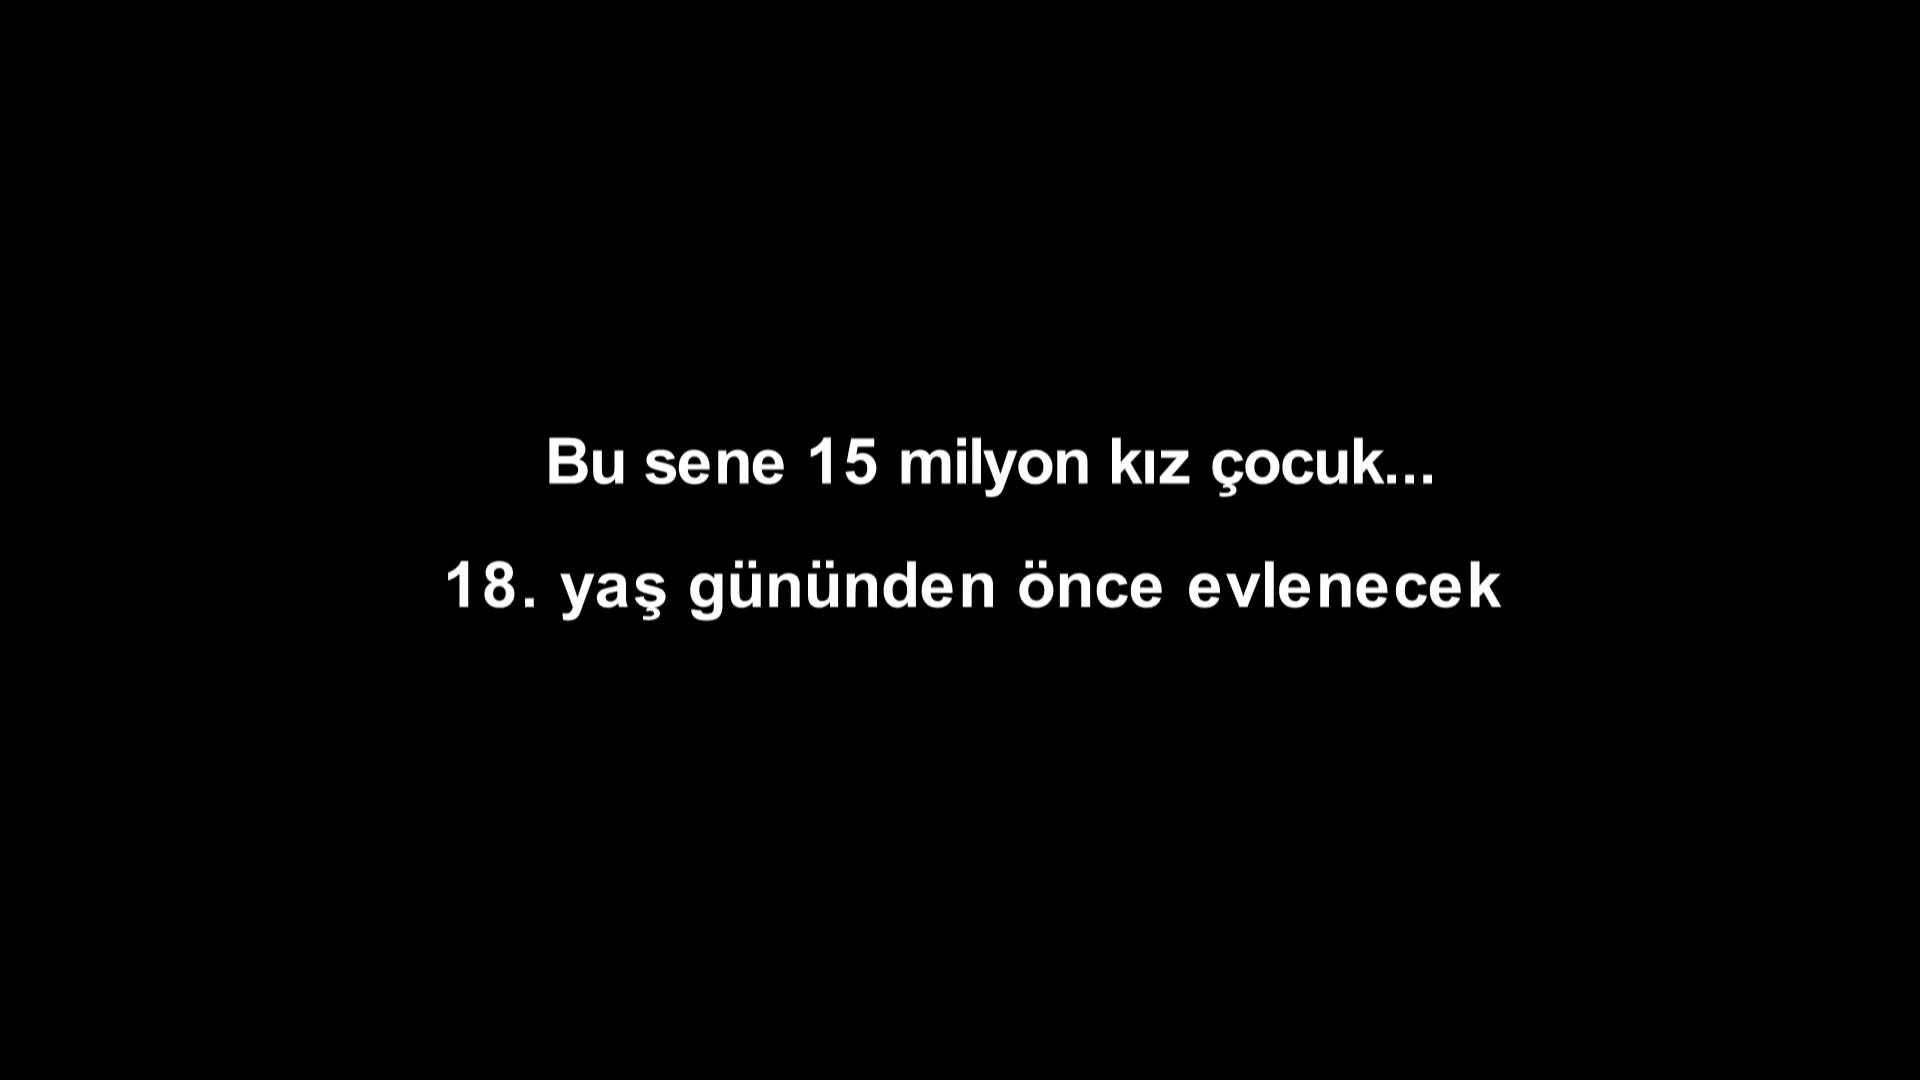 Bu sene 15 milyon kız çocuk...
18. yaş gününden önce evlenecek